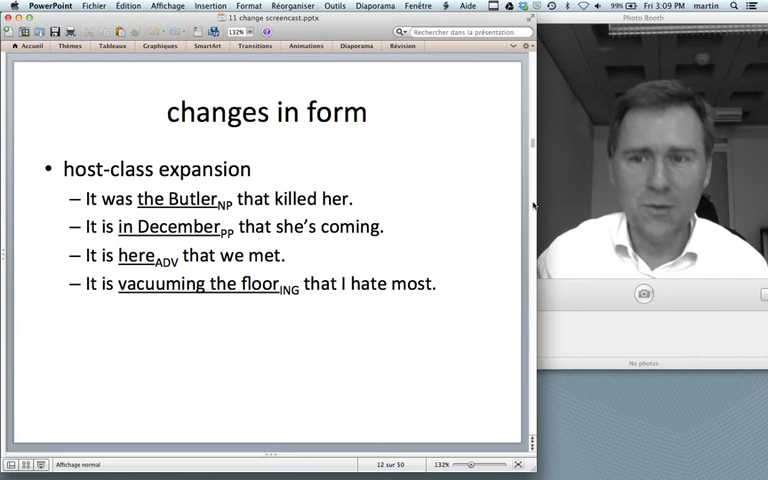 PowerPoint Fichier Édition Affichage Insertion Format Réorganiser Outils Diaporama Fenêtre Aide 99% Fri 3:09 PM martin
11 change screencast.pptx
Photo Booth
132%
Rechercher dans la présentation
Accueil Thèmes Tableaux Graphiques SmartArt Transitions Animations Diaporama Révision
changes in form
• host-class expansion
– It was the Butler NP that killed her.
– It is in December PP that she's coming.
– It is here ADV that we met.
– It is vacuuming the floor ING that I hate most.
No photos
Affichage normal 12 sur 50 132%